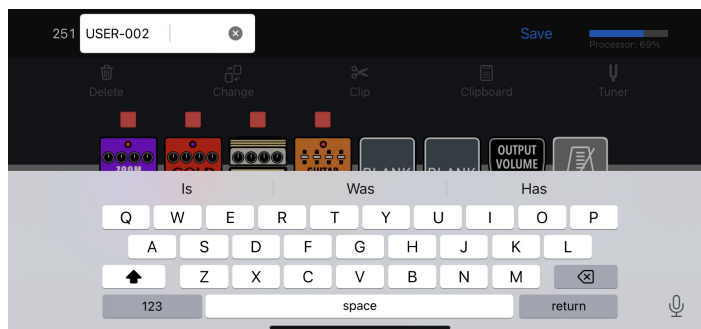 251 USER-002 Save
Processor: 69%
Delete Change Clip Clipboard Tuner
ZOOM GOLD GUITAR BLANK BLANK OUTPUT
VOLUME
Is Was Has
Q W E R T Y U I O P
A S D F G H J K L
Z X C V B N M
123 space return